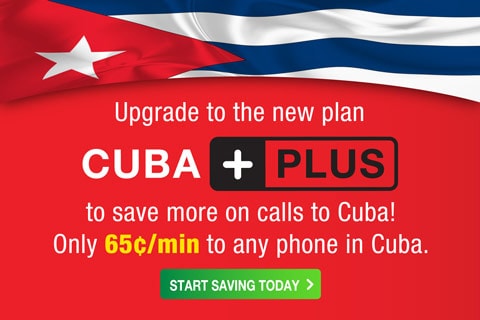 Upgrade to the new plan
CUBA + PLUS
to save more on calls to Cuba!
Only 65¢/min to any phone in Cuba.
START SAVING TODAY >